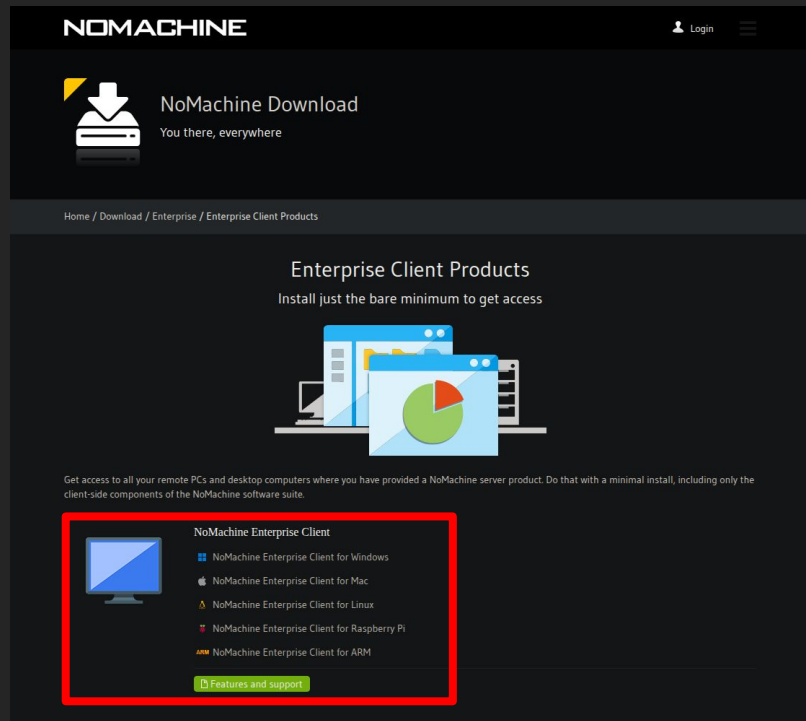 NOMACHINE
Login
NoMachine Download
You there, everywhere
Home / Download / Enterprise / Enterprise Client Products
Enterprise Client Products
Install just the bare minimum to get access
Get access to all your remote PCs and desktop computers where you have provided a NoMachine server product. Do that with a minimal install, including only the
client-side components of the NoMachine software suite.
NoMachine Enterprise Client
NoMachine Enterprise Client for Windows
NoMachine Enterprise Client for Mac
NoMachine Enterprise Client for Linux
NoMachine Enterprise Client for Raspberry Pi
ARM NoMachine Enterprise Client for ARM
Features and support